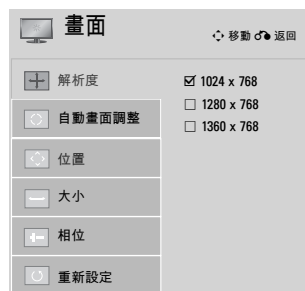 畫面
移動 返回
解析度
☑ 1024 x 768
☐ 1280 x 768
☐ 1360 x 768
自動畫面調整
位置
大小
相位
重新設定